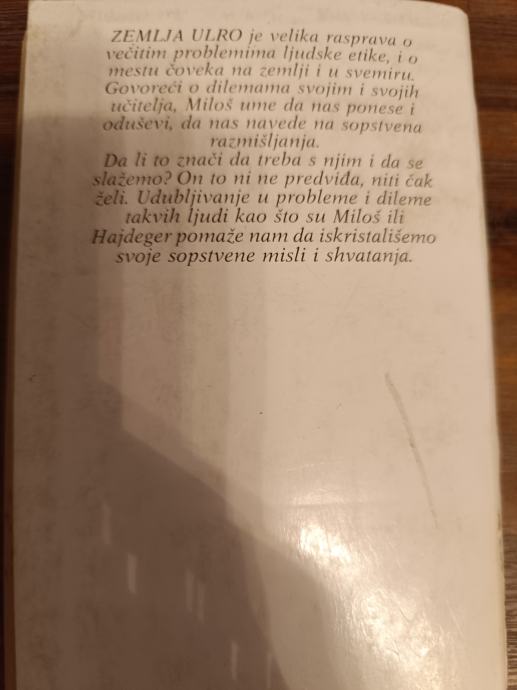 ZEMLJA ULRO je velika rasprava o
večitim problemima ljudske etike, i o
mestu čoveka na zemlji i u svemiru.
Govoreći o dilemama svojim i svojih
učitelja, Miloš ume da nas ponese i
oduševi, da nas navede na sopstvena
razmišljanja.
Da li to znači da treba s njim i da se
slažemo? On to ni ne predviđa, niti čak
želi. Udubljivanje u probleme i dileme
takvih ljudi kao što su Miloš ili
Hajdeger pomaže nam da iskristališemo
svoje sopstvene misli i shvatanja.